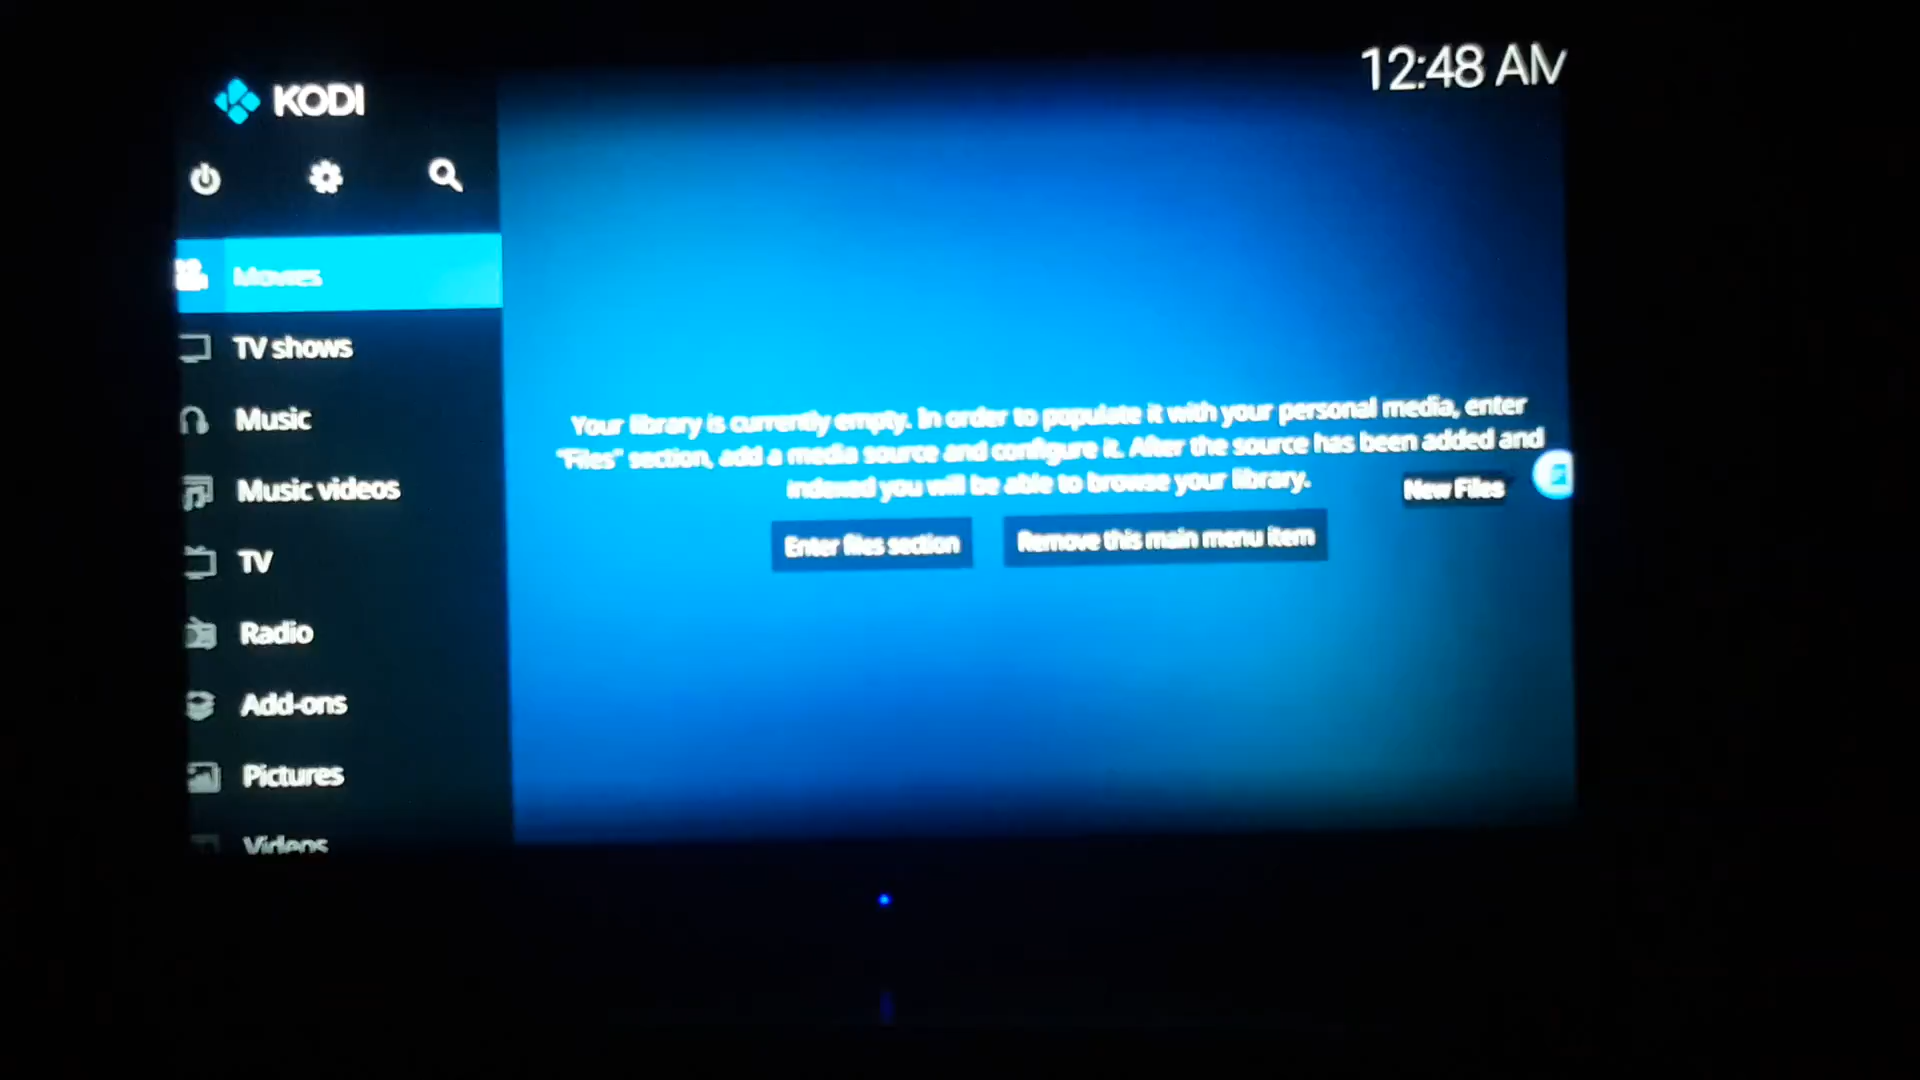 KODI
12:48 AM
Movies
TV shows
Music
Music videos
TV
Radio
Add-ons
Pictures
Videos
Your library is currently empty. In order to populate it with your personal media, enter
"Files" section, add a media source and configure it. After the source has been added and
indexed you will be able to browse your library.
New Files
Enter files section
Remove this main menu item